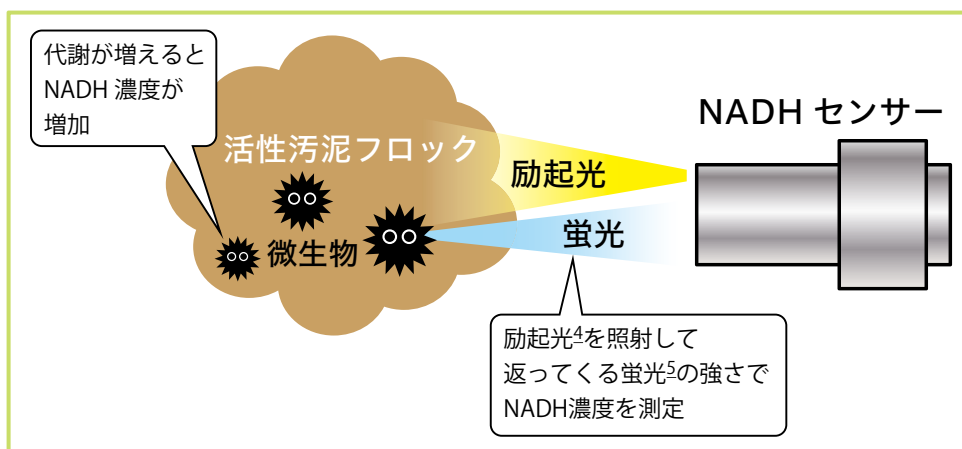 代謝が増えると
NADH 濃度が
増加
活性汚泥フロック
微生物
励起光
蛍光
NADH センサー
励起光4を照射して
返ってくる蛍光5の強さで
NADH濃度を測定